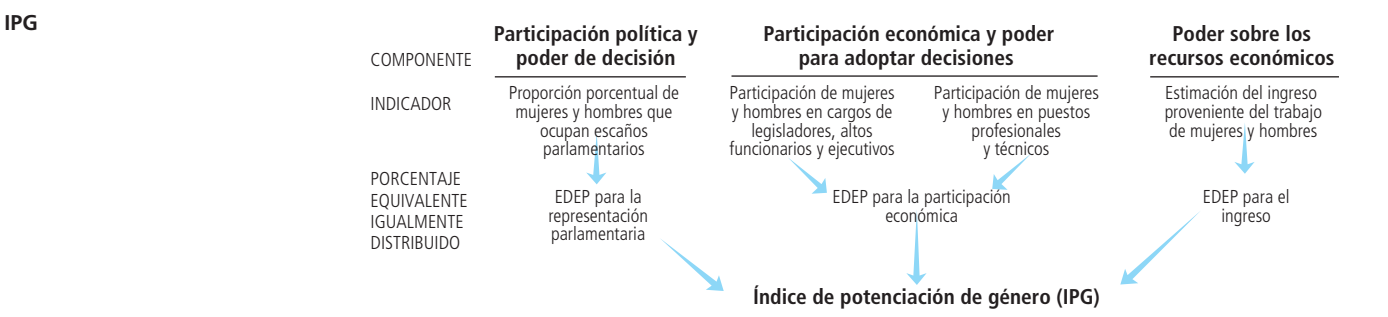 IPG
COMPONENTE
Participación política y
poder de decisión
Participación económica y poder
para adoptar decisiones
Poder sobre los
recursos económicos
INDICADOR
Proporción porcentual de
mujeres y hombres que
ocupan escaños
parlamentarios
Participación de mujeres
y hombres en cargos de
legisladores, altos
funcionarios y ejecutivos
Participación de mujeres
y hombres en puestos
profesionales
y técnicos
Estimación del ingreso
proveniente del trabajo
de mujeres y hombres
PORCENTAJE
EQUIVALENTE
IGUALMENTE
DISTRIBUIDO
EDEP para la
representación
parlamentaria
EDEP para la participación
económica
EDEP para el
ingreso
Índice de potenciación de género (IPG)